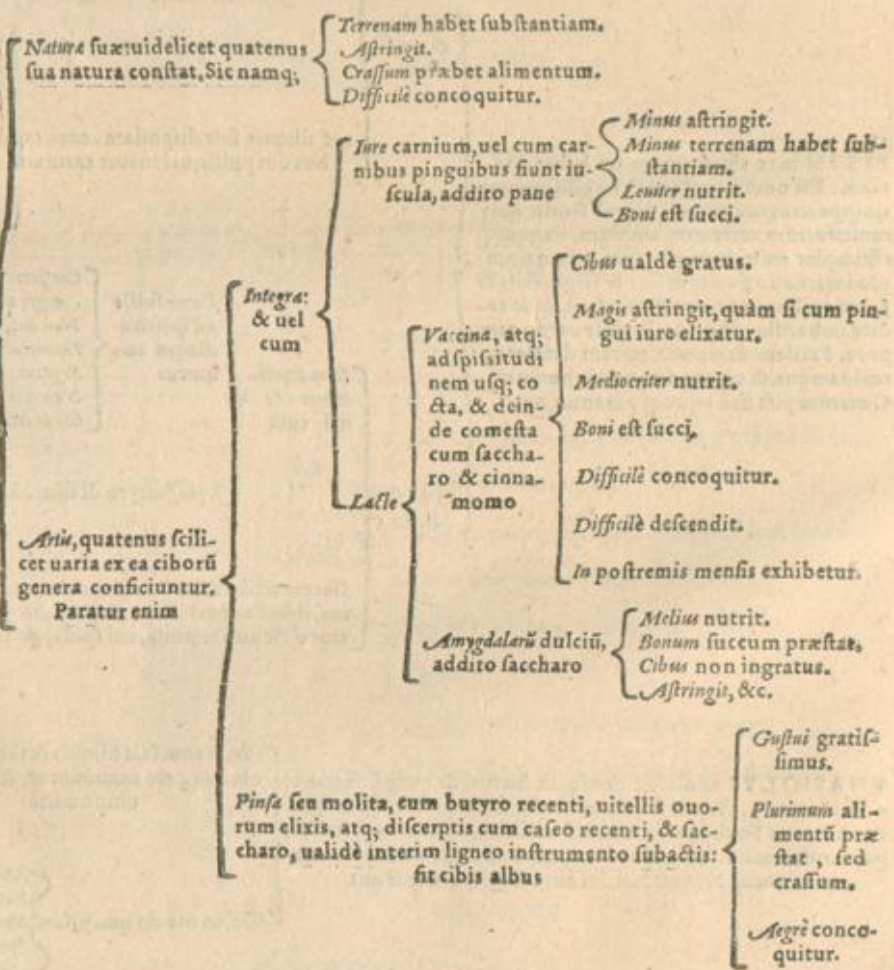 Naturæ ſuæ: uidelicet quatenus
ſua natura conſtat. Sic namq;
Terrenam habet ſubſtantiam.
Aſtringit.
Craſſum præbet alimentum.
Difficilè concoquitur.
Artis, quatenus ſcili-
cet uaria ex ea ciborū
genera conficiuntur.
Paratur enim
Integra:
& uel
cum
Iure carnium, uel cum car-
nibus pinguibus fiunt iu-
ſcula, addito pane
Minus aſtringit.
Minus terrenam habet ſub-
ſtantiam.
Leuiter nutrit.
Boni eſt ſucci.
Lacte
Vaccina, atq;
ad ſpiſſitudi
nem uſq; co
cta, & dein-
de comeſta
cum ſaccha-
ro & cinna-
momo
Cibus ualdè gratus.
Magis aſtringit, quàm ſi cum pin-
gui iuro elixatur.
Mediocriter nutrit.
Boni eſt ſucci.
Difficilè concoquitur.
Difficilè deſcendit.
In poſtremis menſis exhibetur.
Amygdalarū dulciū,
addito ſaccharo
Melius nutrit.
Bonum ſuccum præſtat.
Cibus non ingratus.
Aſtringit, &c.
Pinſa ſeu molita, cum butyro recenti, uitellis ouo-
rum elixis, atq; diſcerptis cum caſeo recenti, & ſac-
charo, ualidè interim ligneo inſtrumento ſubactis:
fit cibis albus
Guſtui gratiſ-
ſimus.
Plurimum ali-
mentū præ
ſtat, ſed
craſſum.
Aegrè conco-
quitur.